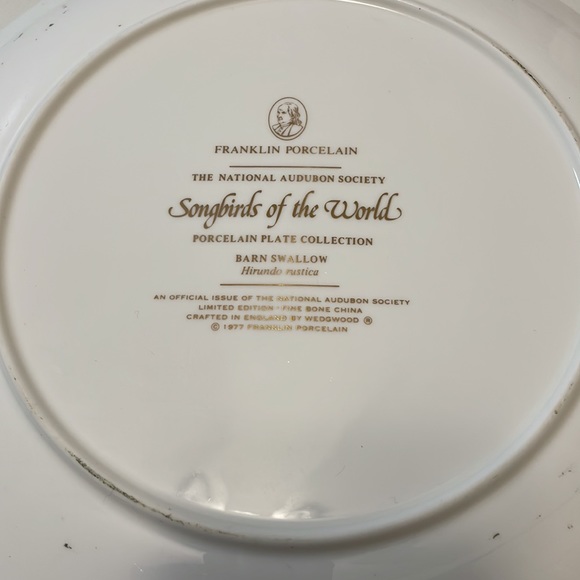 FRANKLIN PORCELAIN
THE NATIONAL AUDUBON SOCIETY
Songbirds of the World
PORCELAIN PLATE COLLECTION
BARN SWALLOW
Hirundo rustica
AN OFFICIAL ISSUE OF THE NATIONAL AUDUBON SOCIETY
LIMITED EDITION · FINE BONE CHINA
CRAFTED IN ENGLAND BY WEDGWOOD ®
© 1977 FRANKLIN PORCELAIN